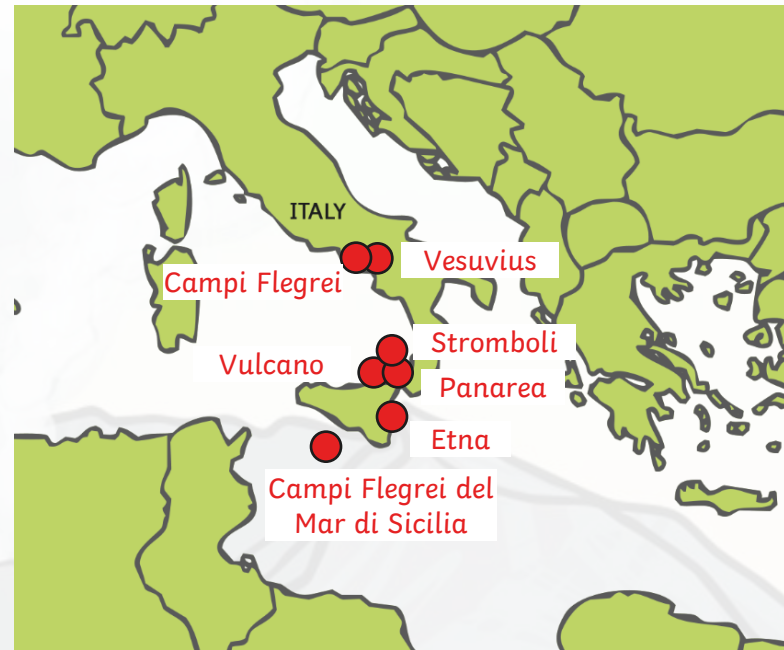 ITALY
Vesuvius
Campi Flegrei
Stromboli
Vulcano
Panarea
Etna
Campi Flegrei del
Mar di Sicilia